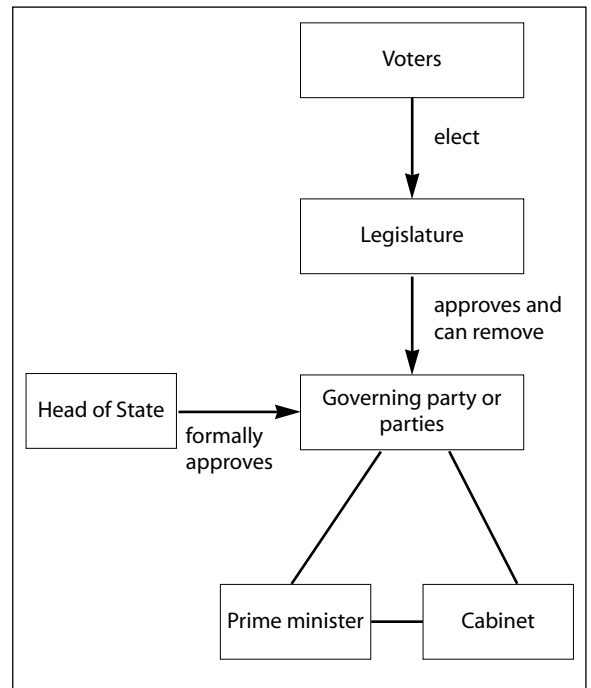 Voters
elect
Legislature
approves and
can remove
Head of State
formally
approves
Governing party or
parties
Prime minister
Cabinet